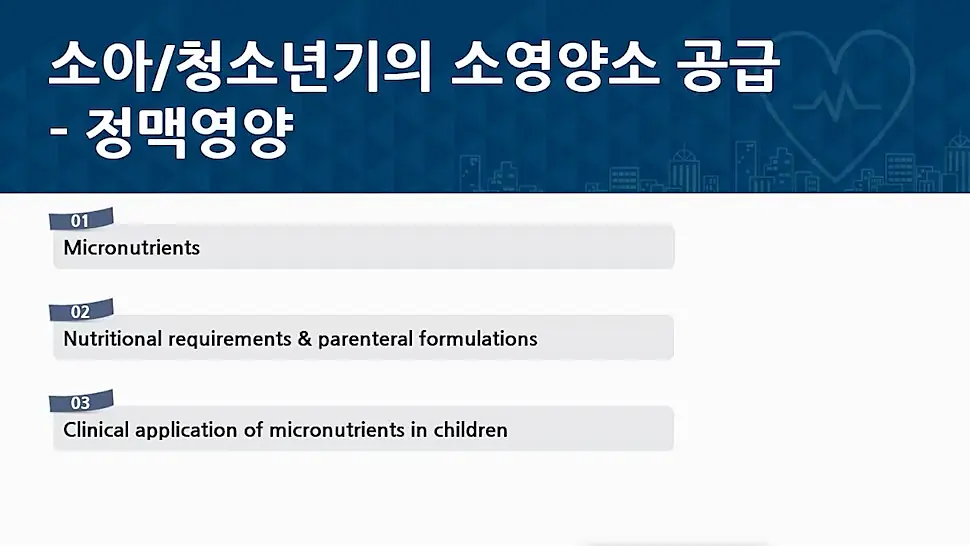 소아/청소년기의 소영양소 공급
- 정맥영양
01
Micronutrients
02
Nutritional requirements & parenteral formulations
03
Clinical application of micronutrients in children